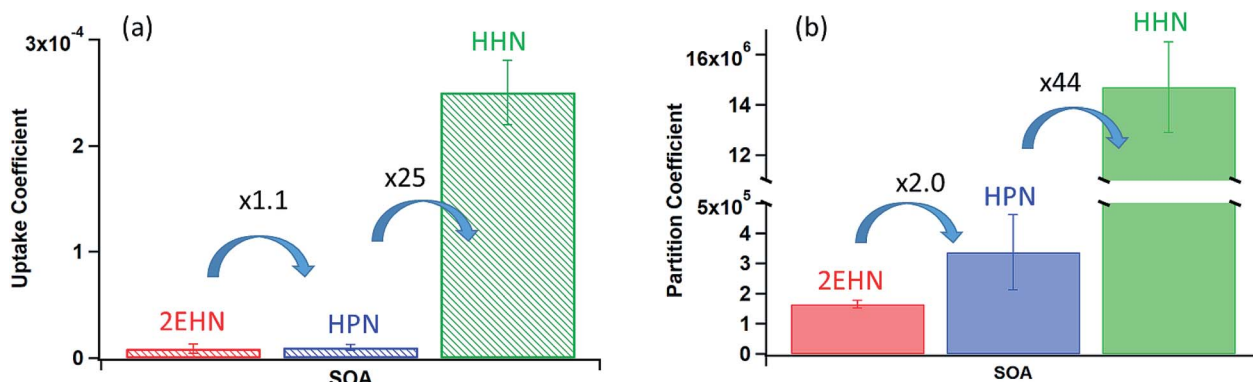 (a)
3x10⁻⁴
2
1
0
Uptake Coefficient
2EHN
x1.1
HPN
x25
HHN
SOA
(b)
16x10⁶
14
12
5x10⁵
4
3
2
1
0
Partition Coefficient
2EHN
x2.0
HPN
x44
HHN
SOA